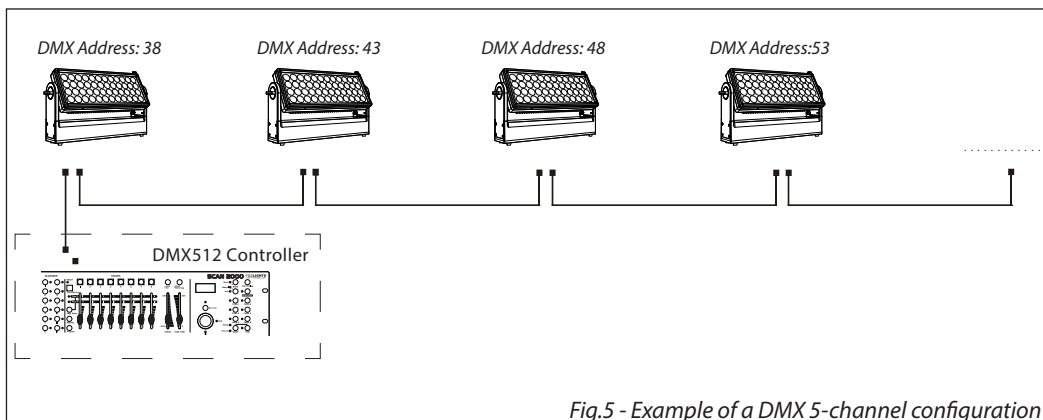 DMX Address: 38
DMX Address: 43
DMX Address: 48
DMX Address:53
DMX512 Controller
SCAN 2000
Fig.5 - Example of a DMX 5-channel configuration